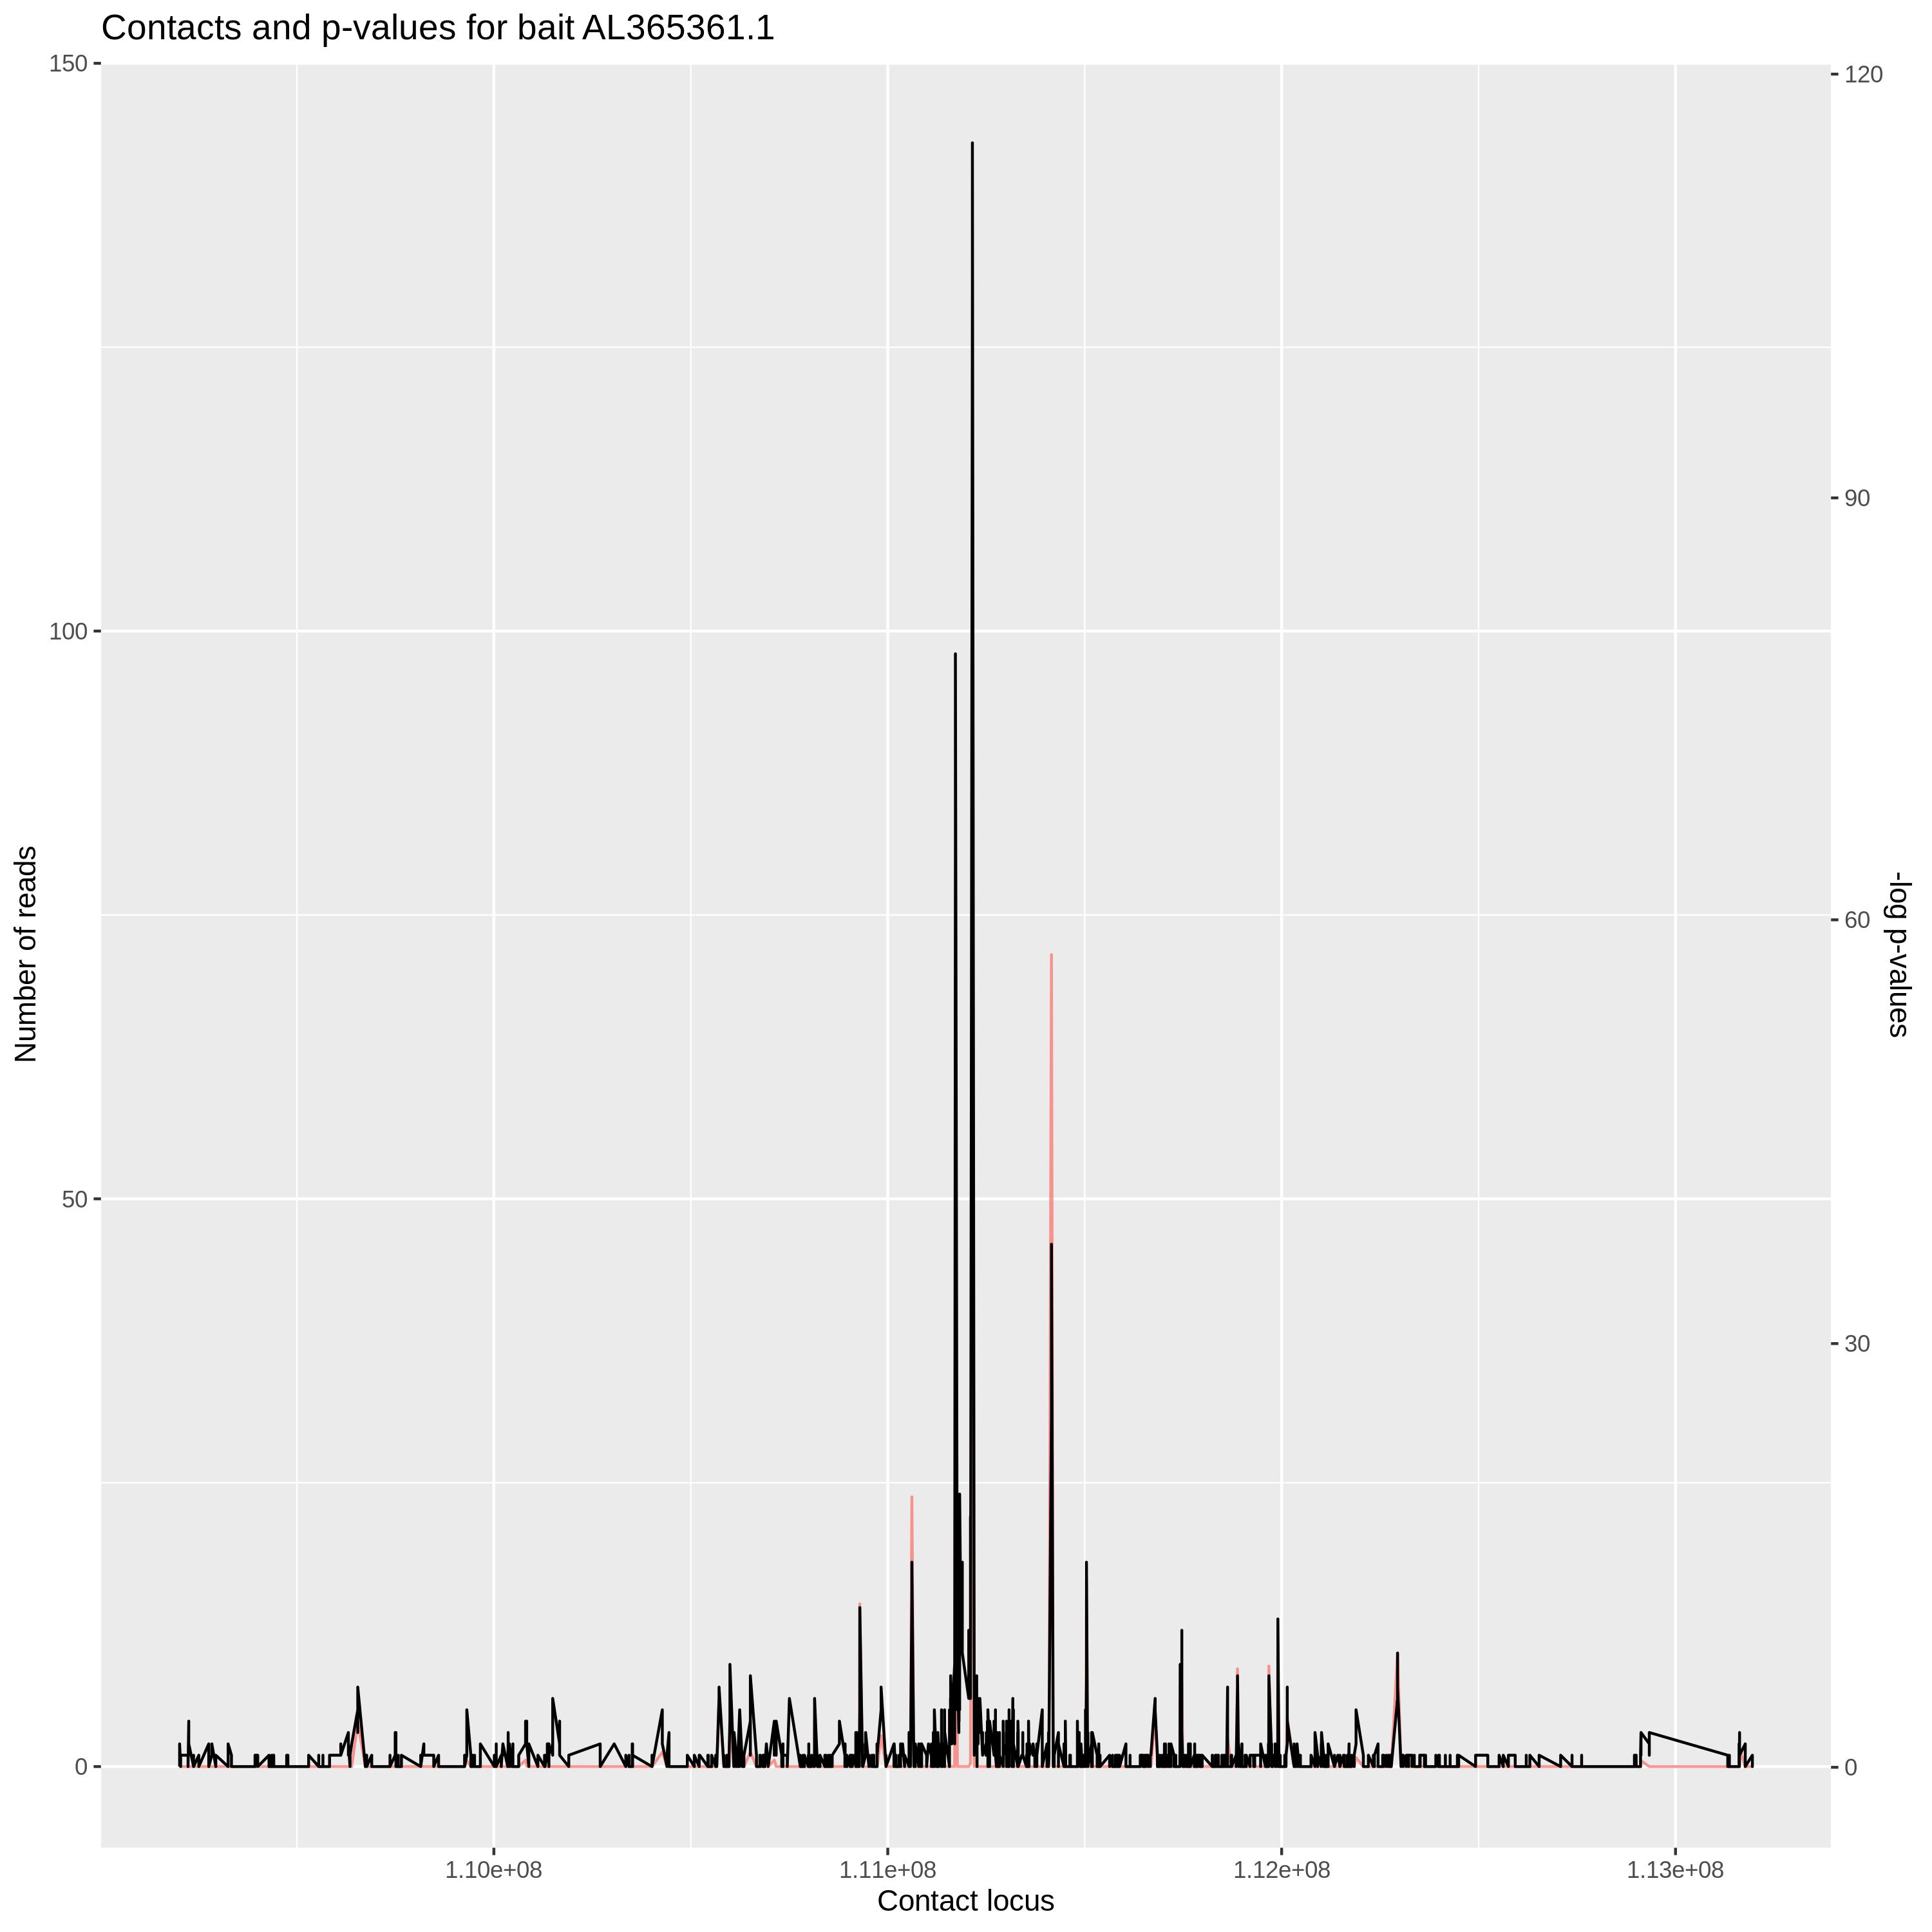 Contacts and p-values for bait AL365361.1
150
100
50
0
Number of reads
120
90
60
30
0
-log p-values
1.10e+08
1.11e+08
1.12e+08
1.13e+08
Contact locus